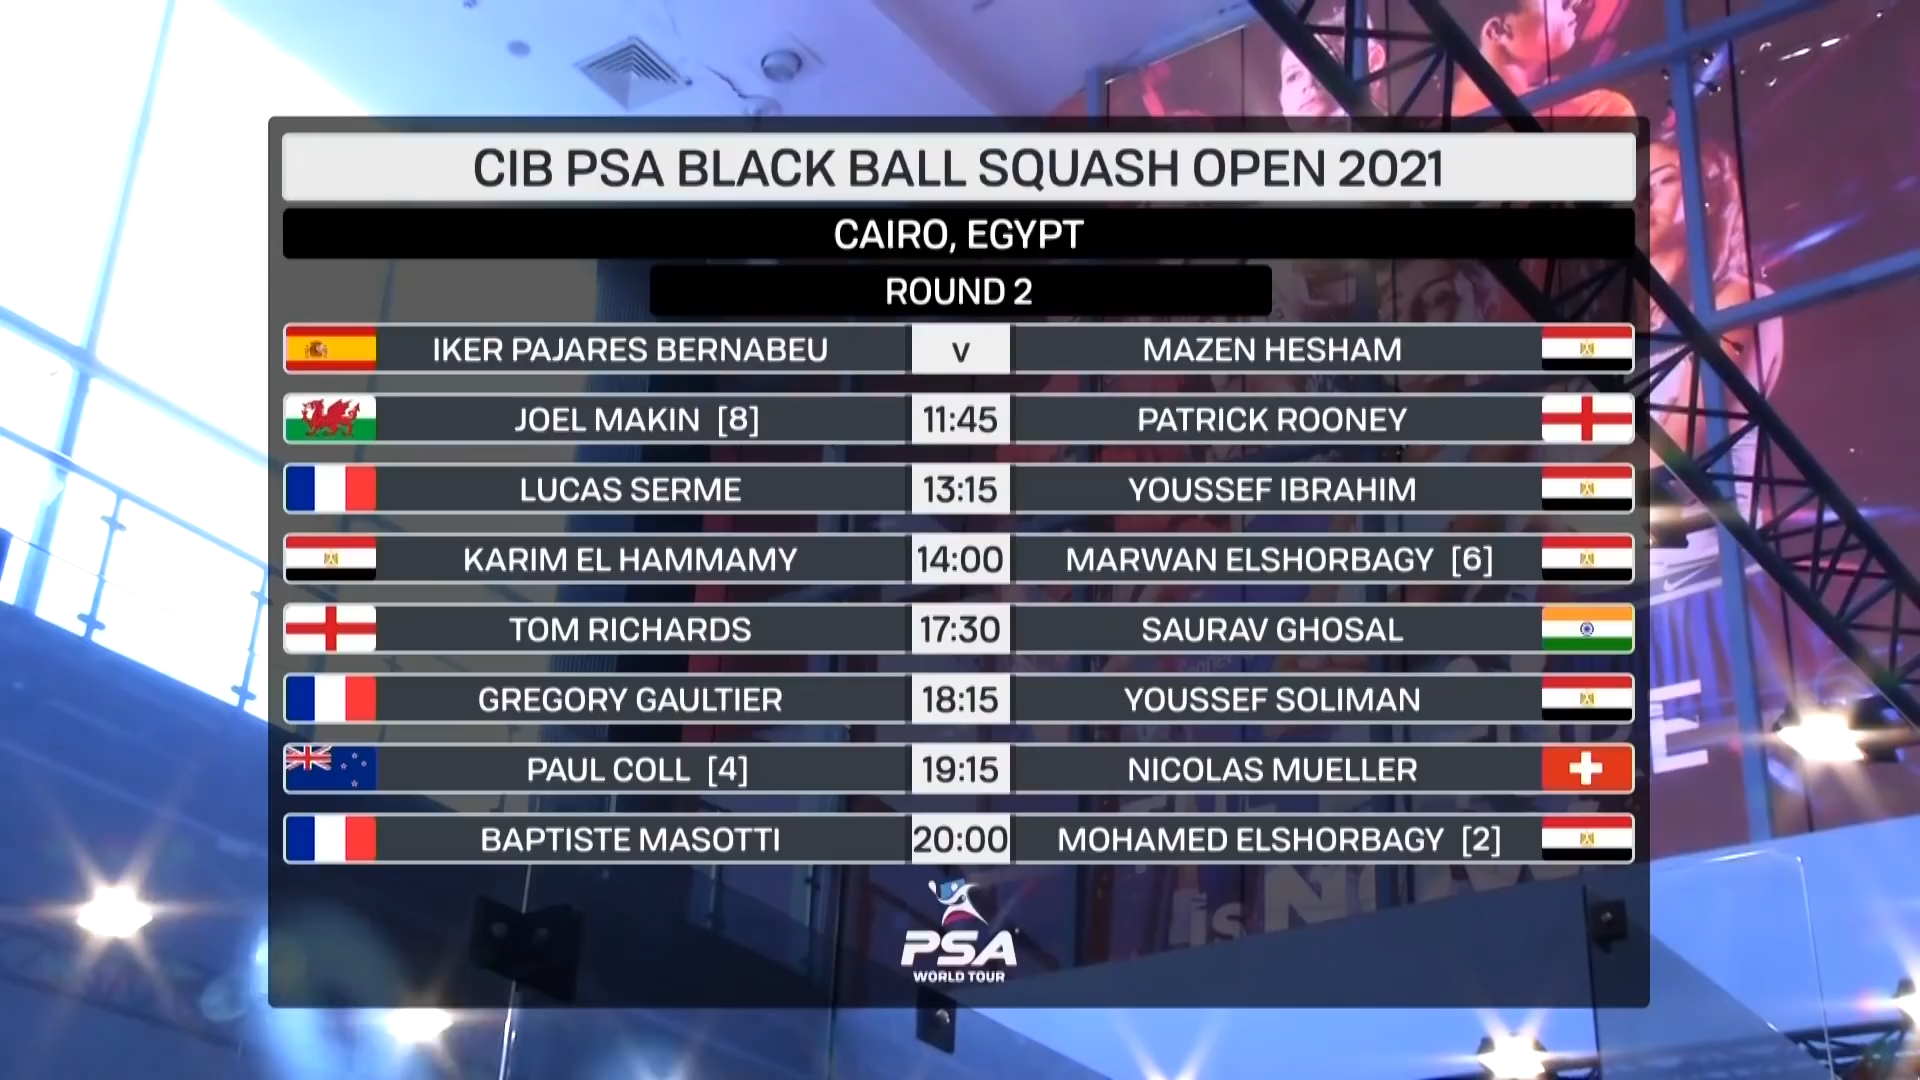 CIB PSA BLACK BALL SQUASH OPEN 2021
CAIRO, EGYPT
ROUND 2
IKER PAJARES BERNABEU v MAZEN HESHAM
JOEL MAKIN [8] 11:45 PATRICK ROONEY
LUCAS SERME 13:15 YOUSSEF IBRAHIM
KARIM EL HAMMAMY 14:00 MARWAN ELSHORBAGY [6]
TOM RICHARDS 17:30 SAURAV GHOSAL
GREGORY GAULTIER 18:15 YOUSSEF SOLIMAN
PAUL COLL [4] 19:15 NICOLAS MUELLER
BAPTISTE MASOTTI 20:00 MOHAMED ELSHORBAGY [2]
PSA
WORLD TOUR
is NOW